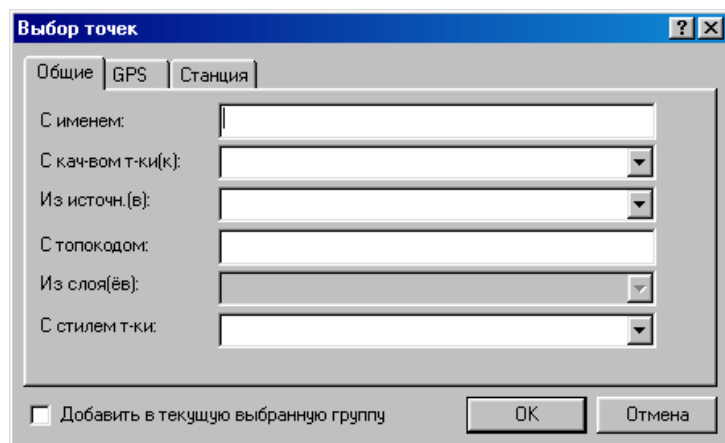 Выбор точек
Общие GPS Станция
С именем:
С кач-вом т-ки(к):
Из источн.(в):
С топокодом:
Из слоя(ёв):
С стилем т-ки:
Добавить в текущую выбранную группу OK Отмена